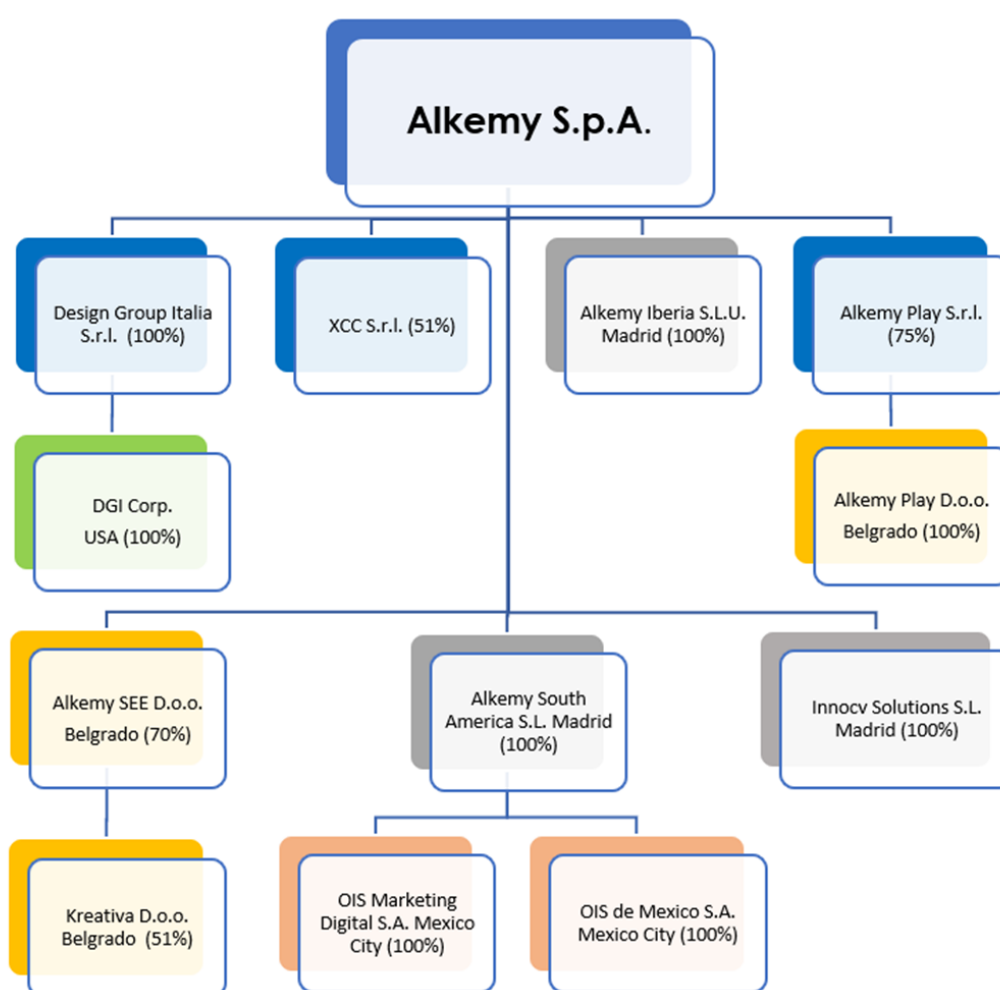 Alkemy S.p.A.
Design Group Italia
S.r.l.  (100%)
XCC S.r.l. (51%)
Alkemy Iberia S.L.U.
Madrid (100%)
Alkemy Play S.r.l.
(75%)
DGI Corp.
USA (100%)
Alkemy Play D.o.o.
Belgrado (100%)
Alkemy SEE D.o.o.
Belgrado (70%)
Alkemy South
America S.L. Madrid
(100%)
Innocv Solutions S.L.
Madrid (100%)
Kreativa D.o.o.
Belgrado  (51%)
OIS Marketing
Digital S.A. Mexico
City (100%)
OIS de Mexico S.A.
Mexico City (100%)